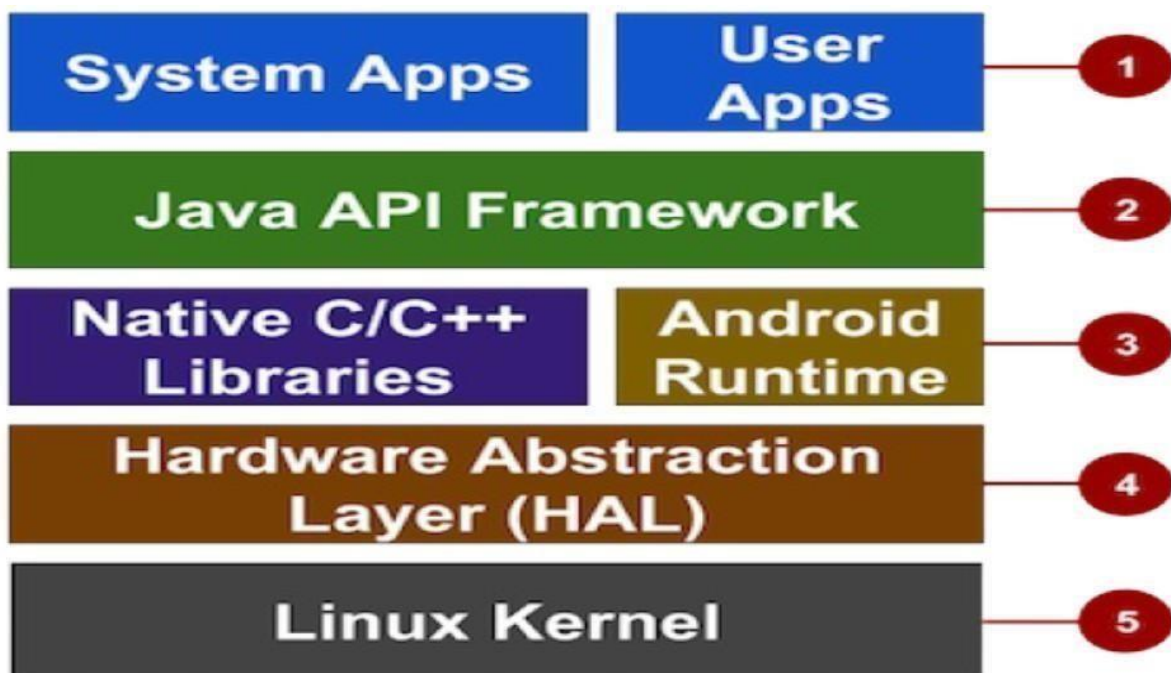 System Apps
User
Apps
1
Java API Framework
2
Native C/C++
Libraries
Android
Runtime
3
Hardware Abstraction
Layer (HAL)
4
Linux Kernel
5